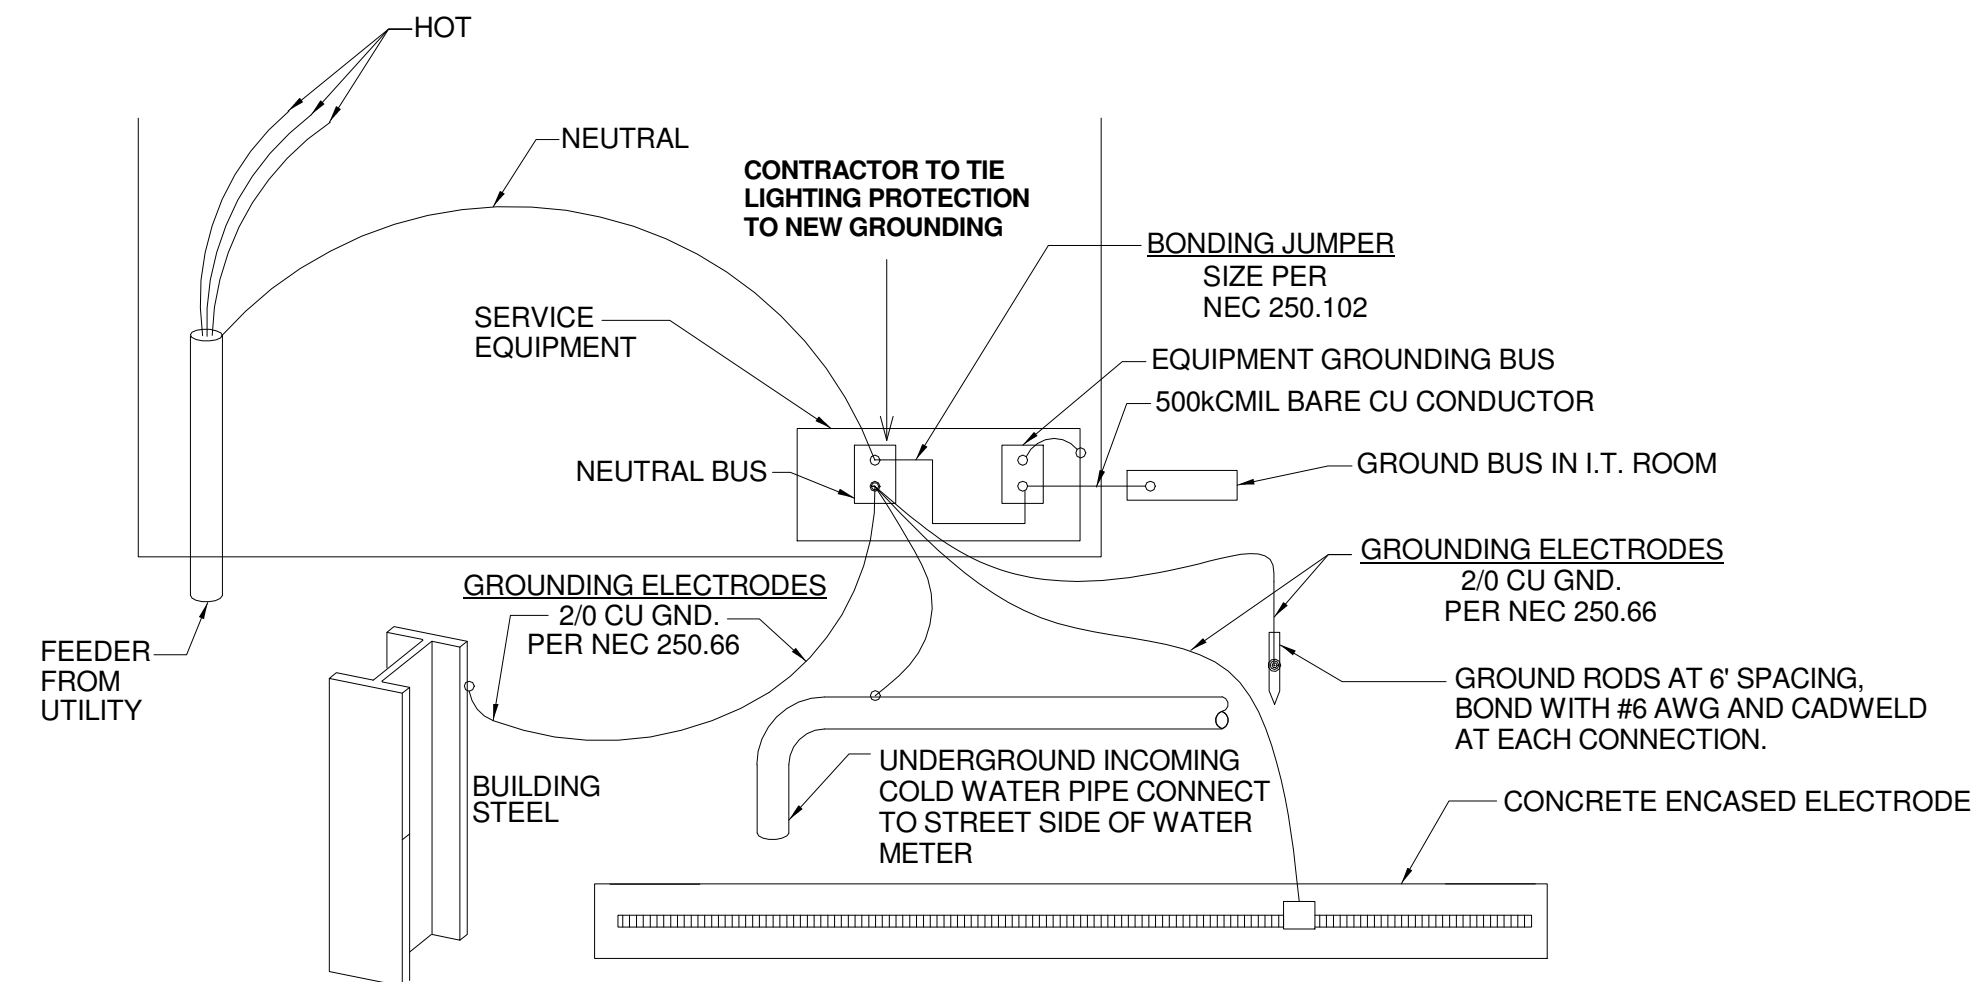 HOT
NEUTRAL
CONTRACTOR TO TIE
LIGHTING PROTECTION
TO NEW GROUNDING
BONDING JUMPER
SIZE PER
NEC 250.102
SERVICE
EQUIPMENT
EQUIPMENT GROUNDING BUS
500kCMIL BARE CU CONDUCTOR
NEUTRAL BUS
GROUND BUS IN I.T. ROOM
GROUNDING ELECTRODES
2/0 CU GND.
PER NEC 250.66
GROUNDING ELECTRODES
2/0 CU GND.
PER NEC 250.66
FEEDER
FROM
UTILITY
GROUND RODS AT 6' SPACING,
BOND WITH #6 AWG AND CADWELD
AT EACH CONNECTION.
BUILDING
STEEL
UNDERGROUND INCOMING
COLD WATER PIPE CONNECT
TO STREET SIDE OF WATER
METER
CONCRETE ENCASED ELECTRODE